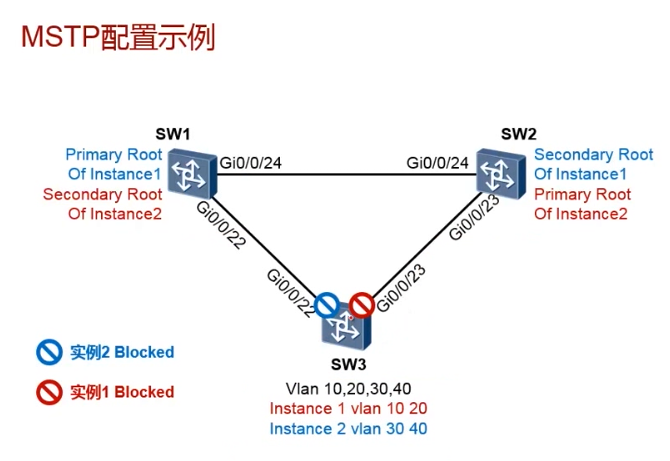 MSTP配置示例
SW1
SW2
Primary Root
Of Instance1
Secondary Root
Of Instance2
Gi0/0/24
Gi0/0/24
Secondary Root
Of Instance1
Primary Root
Of Instance2
Gi0/0/22
Gi0/0/23
Gi0/0/22
Gi0/0/23
实例2 Blocked
实例1 Blocked
SW3
Vlan 10,20,30,40
Instance 1 vlan 10 20
Instance 2 vlan 30 40